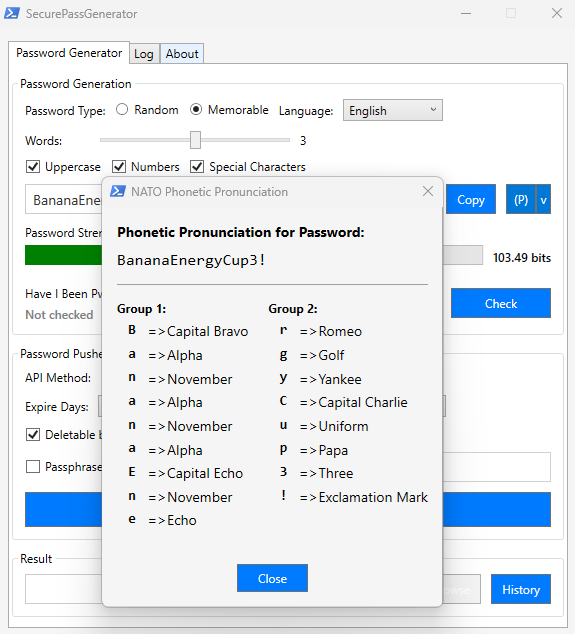 SecurePassGenerator
Password Generator Log About
Password Generation
Password Type: Random Memorable Language: English
Words: 3
Uppercase Numbers Special Characters
BananaEne Copy (P) v
NATO Phonetic Pronunciation
Phonetic Pronunciation for Password:
BananaEnergyCup3!
Password Stren 103.49 bits
Have I Been Pw
Not checked Check
Group 1: Group 2:
B =>Capital Bravo r =>Romeo
a =>Alpha g =>Golf
n =>November y =>Yankee
a =>Alpha C =>Capital Charlie
n =>November u =>Uniform
a =>Alpha p =>Papa
E =>Capital Echo 3 =>Three
n =>November ! =>Exclamation Mark
e =>Echo
Close
Password Pushe
API Method:
Expire Days:
Deletable b
Passphrase
Result
History